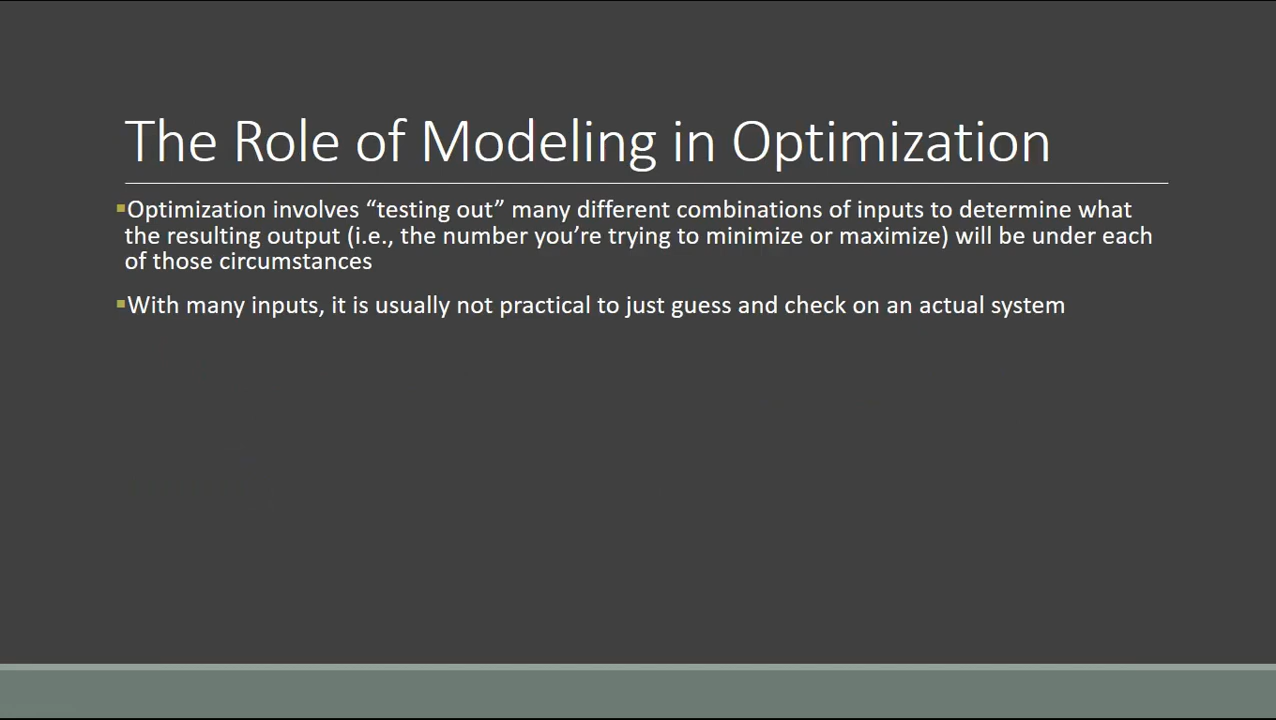 The Role of Modeling in Optimization
▪Optimization involves “testing out” many different combinations of inputs to determine what
the resulting output (i.e., the number you’re trying to minimize or maximize) will be under each
of those circumstances
▪With many inputs, it is usually not practical to just guess and check on an actual system